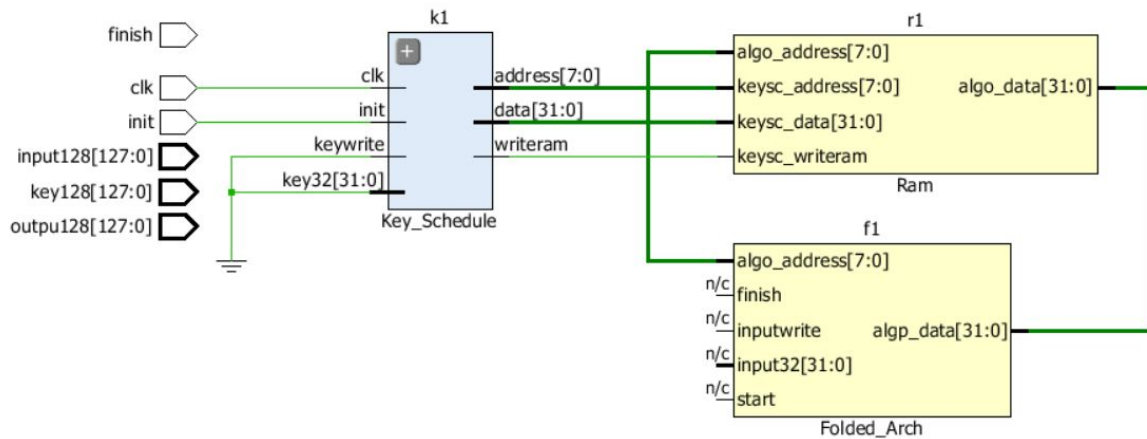 finish
clk
init
input128[127:0]
key128[127:0]
outpu128[127:0]
k1
+
clk
init
keywrite
key32[31:0]
address[7:0]
data[31:0]
writeram
Key_Schedule
r1
algo_address[7:0]
keysc_address[7:0]
algo_data[31:0]
keysc_data[31:0]
keysc_writeram
Ram
f1
algo_address[7:0]
n/c
finish
n/c
inputwrite
algp_data[31:0]
n/c
input32[31:0]
n/c
start
Folded_Arch